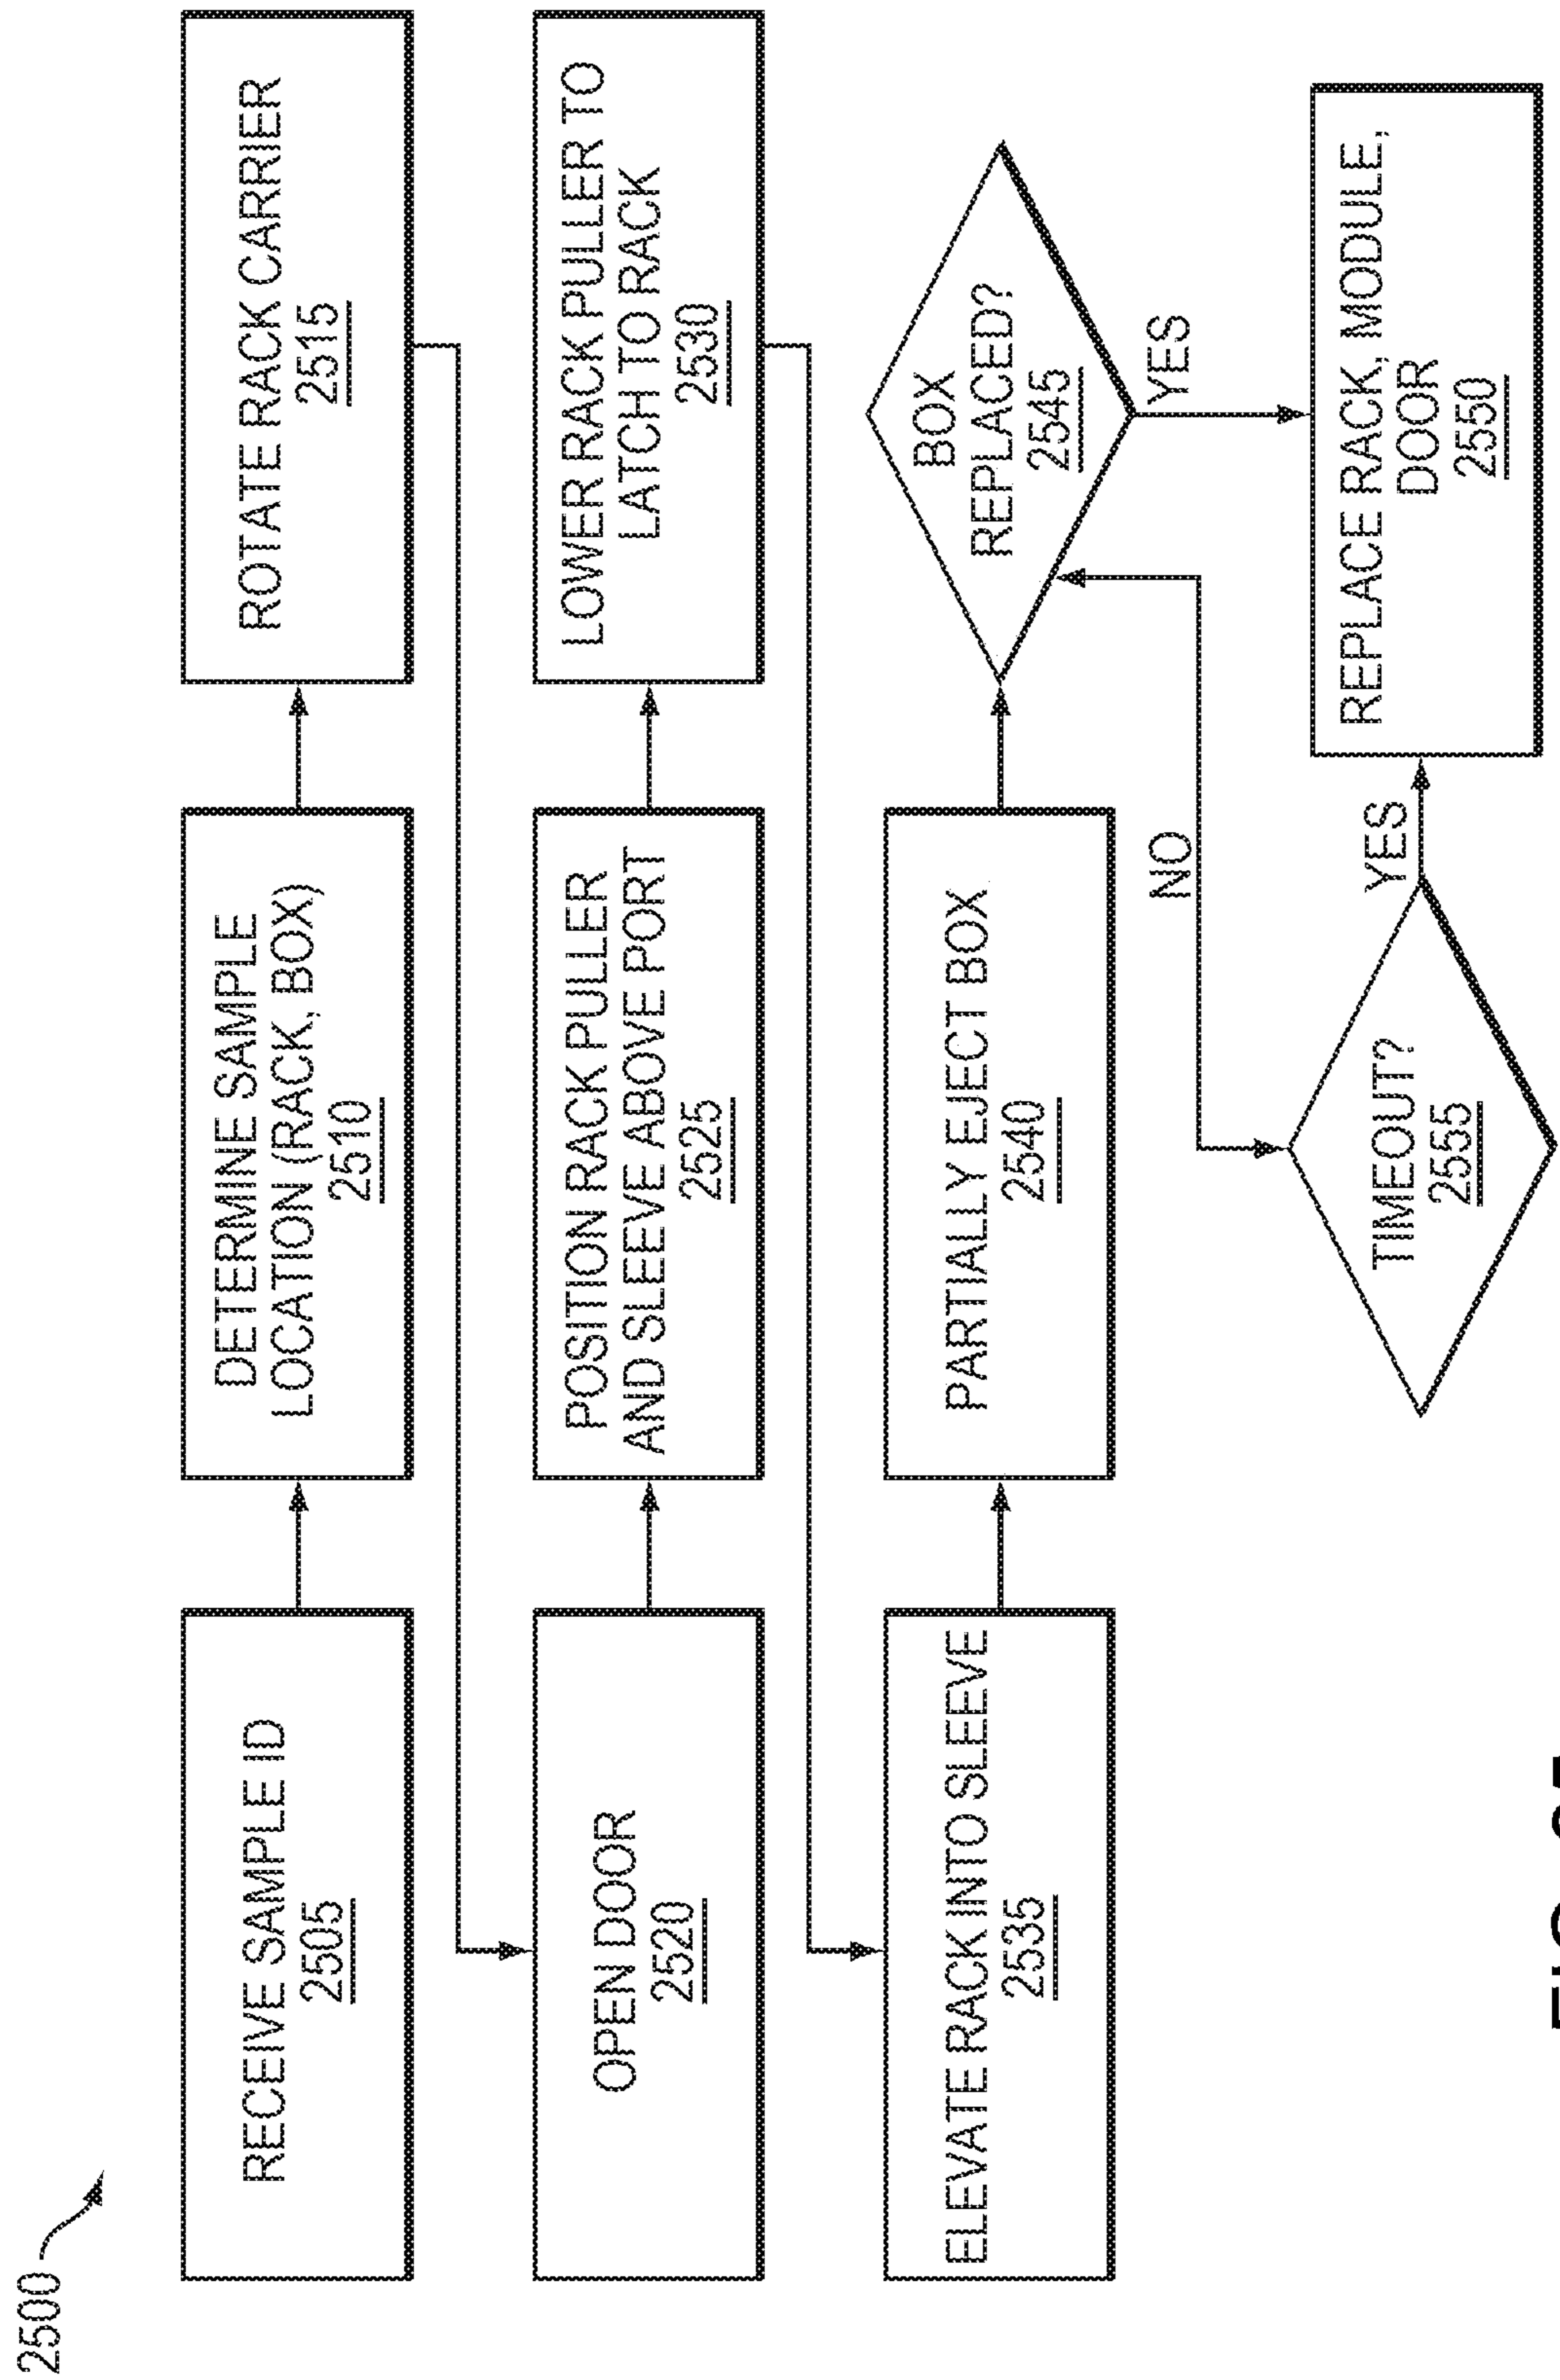 2500
RECEIVE SAMPLE ID
2505
DETERMINE SAMPLE
LOCATION (RACK, BOX)
2510
ROTATE RACK CARRIER
2515
OPEN DOOR
2520
POSITION RACK PULLER
AND SLEEVE ABOVE PORT
2525
LOWER RACK PULLER TO
LATCH TO RACK
2530
ELEVATE RACK INTO SLEEVE
2535
PARTIALLY EJECT BOX
2540
BOX
REPLACED?
2545
NO
YES
TIMEOUT?
2555
YES
REPLACE RACK, MODULE,
DOOR
2550